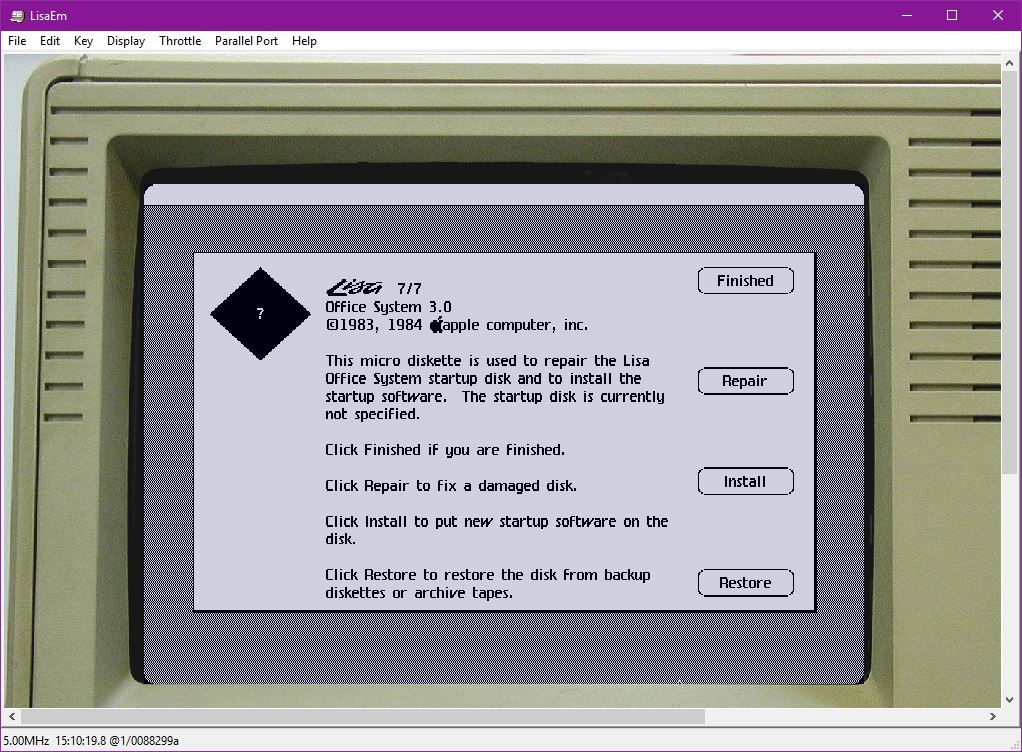 LisaEm
File Edit Key Display Throttle Parallel Port Help
?
Lisa 7/7
Office System 3.0
©1983, 1984 apple computer, inc.
This micro diskette is used to repair the Lisa
Office System startup disk and to install the
startup software. The startup disk is currently
not specified.
Click Finished if you are finished.
Click Repair to fix a damaged disk.
Click Install to put new startup software on the
disk.
Click Restore to restore the disk from backup
diskettes or archive tapes.
Finished
Repair
Install
Restore
5.00MHz 15:10:19.8 @1/0088299a